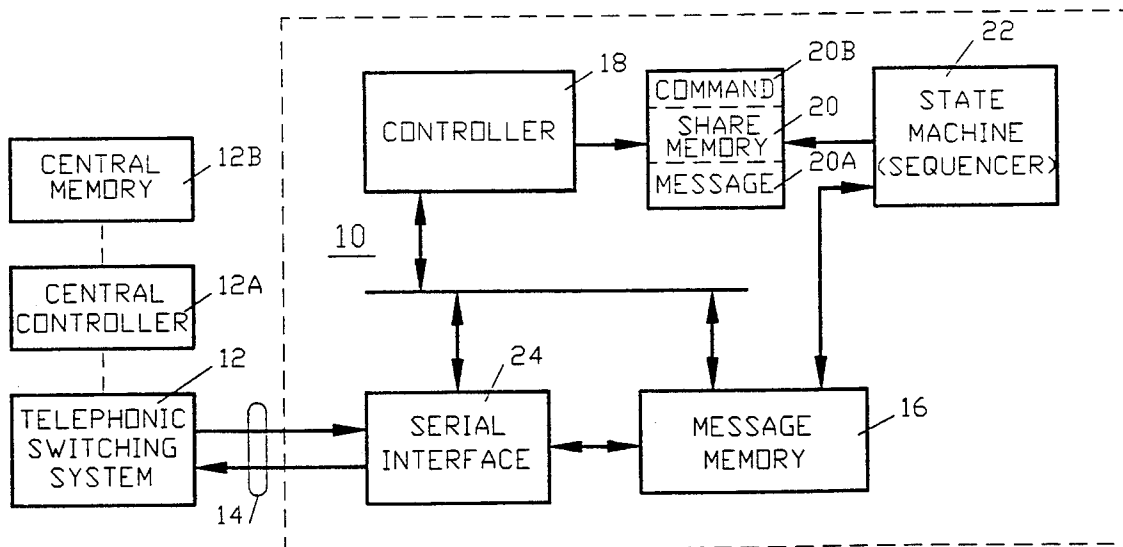 22
20B
18
COMMAND
20
STATE
MACHINE
(SEQUENCER)
CONTROLLER
SHARE
MEMORY
12B
20A
CENTRAL
MEMORY
MESSAGE
10
12A
CENTRAL
CONTROLLER
12
24
TELEPHONIC
SWITCHING
SYSTEM
SERIAL
INTERFACE
MESSAGE
MEMORY
16
14